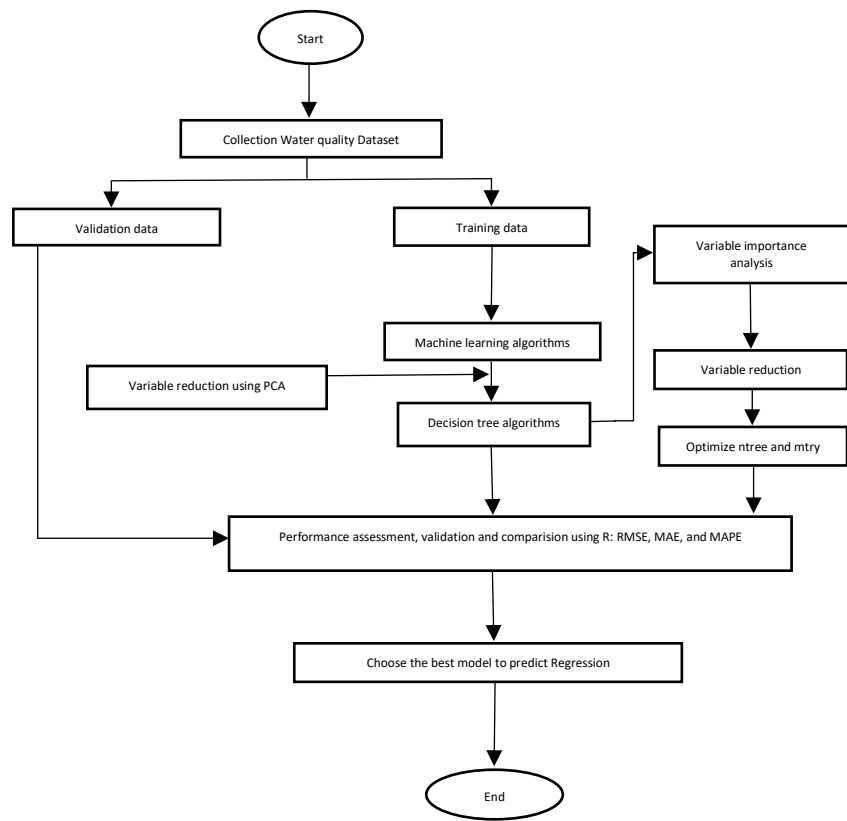 Start
Collection Water quality Dataset
Validation data
Training data
Variable importance
analysis
Machine learning algorithms
Variable reduction using PCA
Variable reduction
Decision tree algorithms
Optimize ntree and mtry
Performance assessment, validation and comparision using R: RMSE, MAE, and MAPE
Choose the best model to predict Regression
End